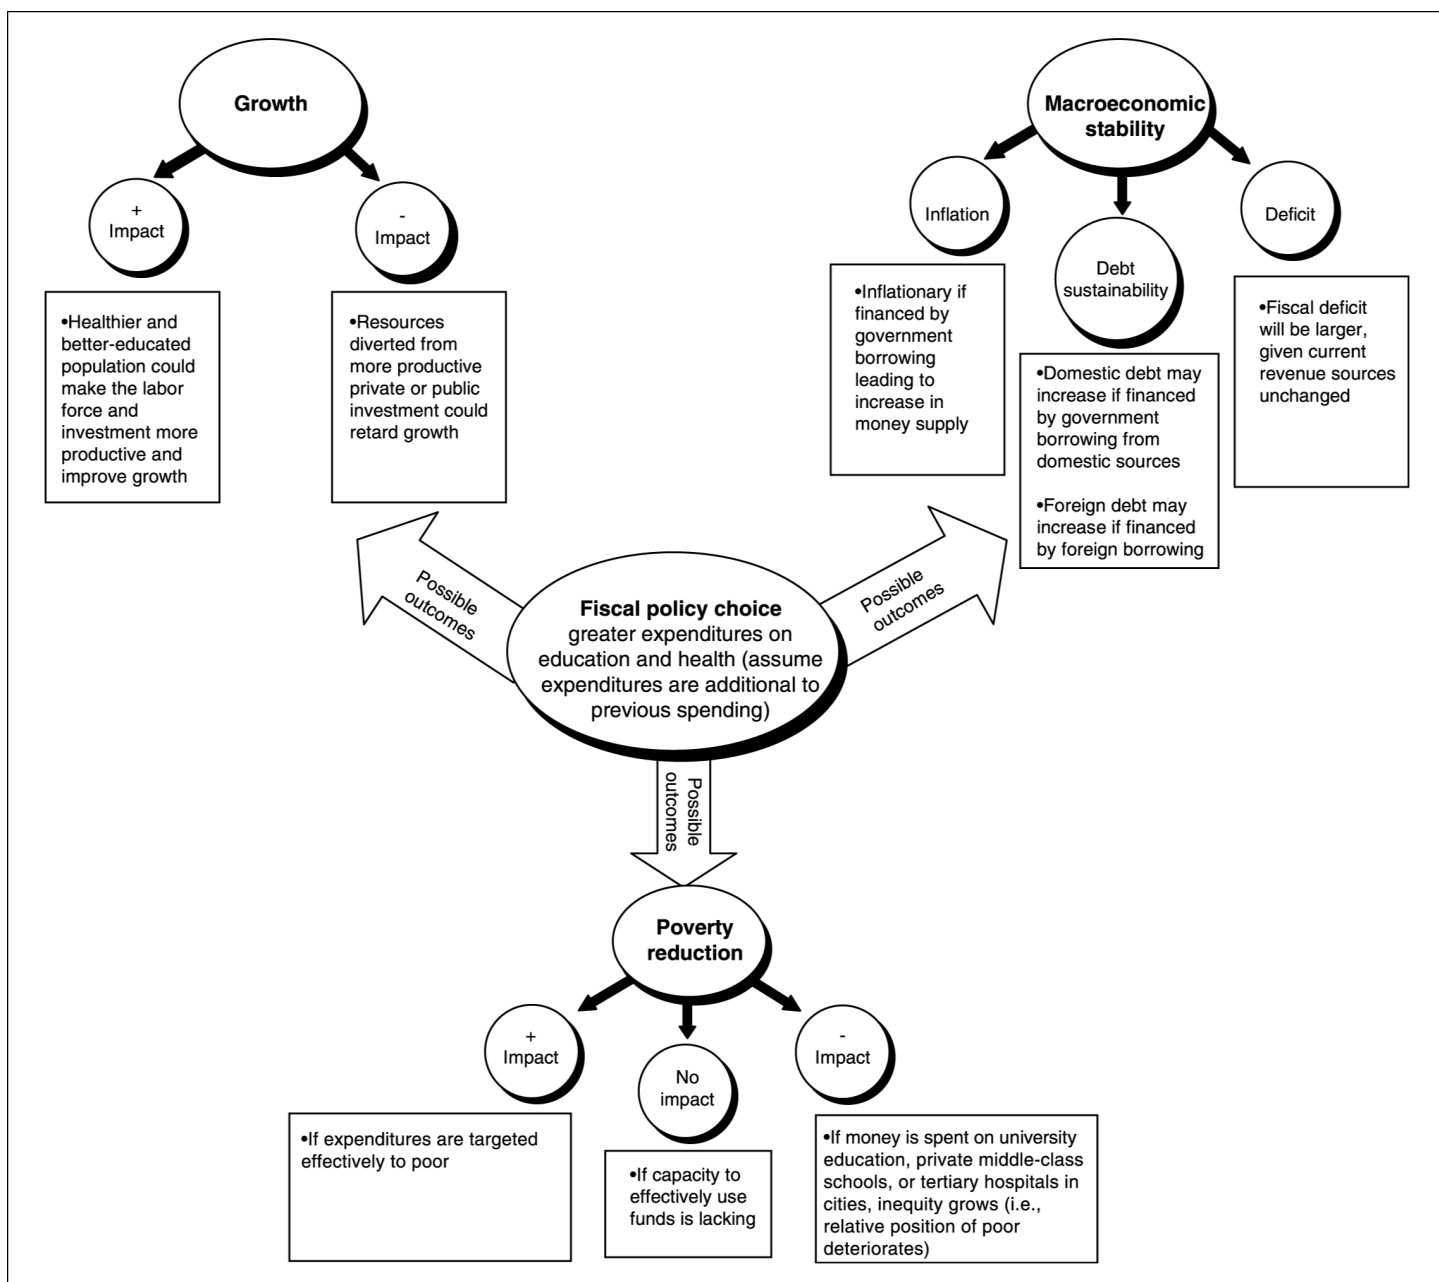 Growth
+
Impact
-
Impact
•Healthier and
better-educated
population could
make the labor
force and
investment more
productive and
improve growth
•Resources
diverted from
more productive
private or public
investment could
retard growth
Macroeconomic
stability
Inflation
Debt
sustainability
Deficit
•Inflationary if
financed by
government
borrowing
leading to
increase in
money supply
•Domestic debt may
increase if financed
by government
borrowing from
domestic sources
•Foreign debt may
increase if financed
by foreign borrowing
•Fiscal deficit
will be larger,
given current
revenue sources
unchanged
Possible
outcomes
Possible
outcomes
Fiscal policy choice
greater expenditures on
education and health (assume
expenditures are additional to
previous spending)
Possible
outcomes
Poverty
reduction
+
Impact
No
impact
-
Impact
•If expenditures are targeted
effectively to poor
•If capacity to
effectively use
funds is lacking
•If money is spent on university
education, private middle-class
schools, or tertiary hospitals in
cities, inequity grows (i.e.,
relative position of poor
deteriorates)